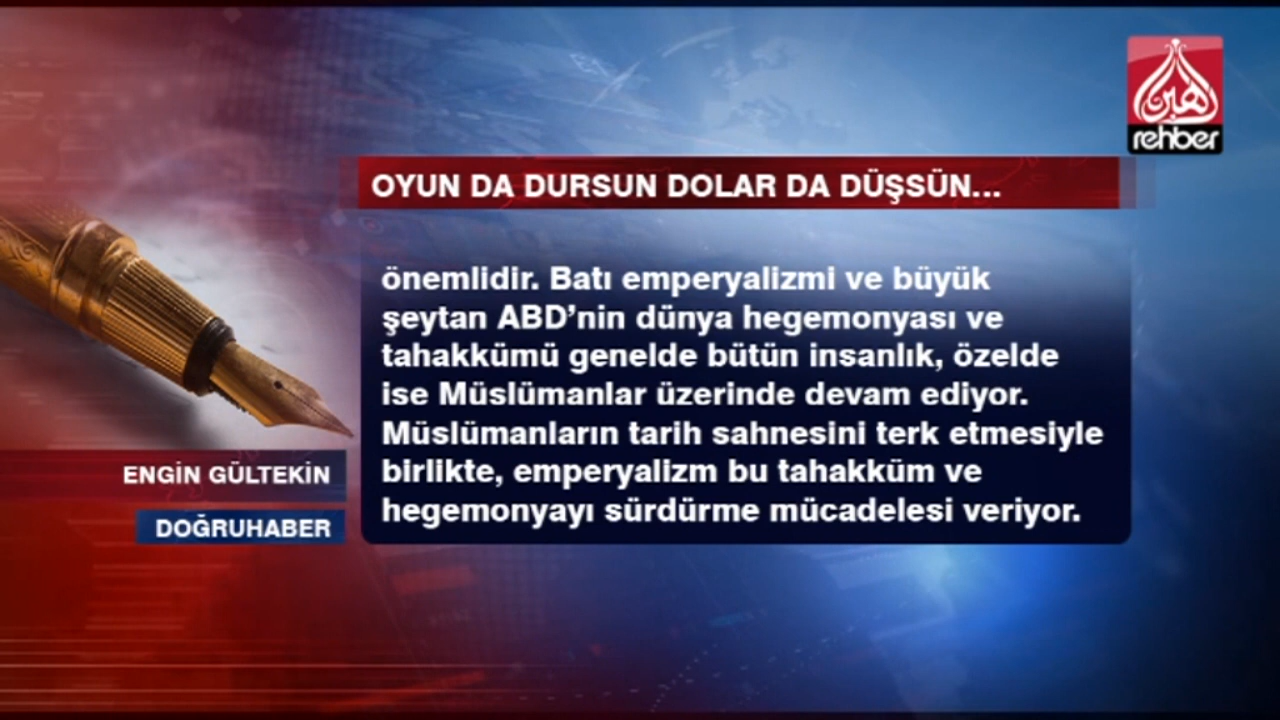 رهبر
rehber
OYUN DA DURSUN DOLAR DA DÜŞSÜN...
önemlidir. Batı emperyalizmi ve büyük
şeytan ABD'nin dünya hegemonyası ve
tahakkümü genelde bütün insanlık, özelde
ise Müslümanlar üzerinde devam ediyor.
Müslümanların tarih sahnesini terk etmesiyle
birlikte, emperyalizm bu tahakküm ve
hegemonyayı sürdürme mücadelesi veriyor.
ENGİN GÜLTEKİN
DOĞRUHABER